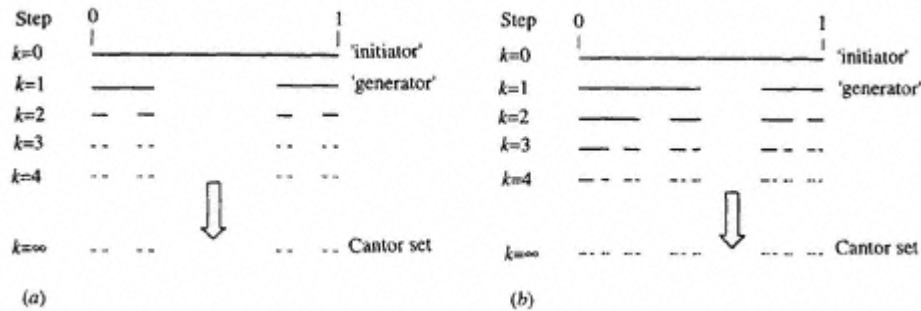 Step 0 1
k=0 'initiator'
k=1 'generator'
k=2
k=3
k=4
k=∞ Cantor set
(a)
Step 0 1
k=0 'initiator'
k=1 'generator'
k=2
k=3
k=4
k=∞ Cantor set
(b)